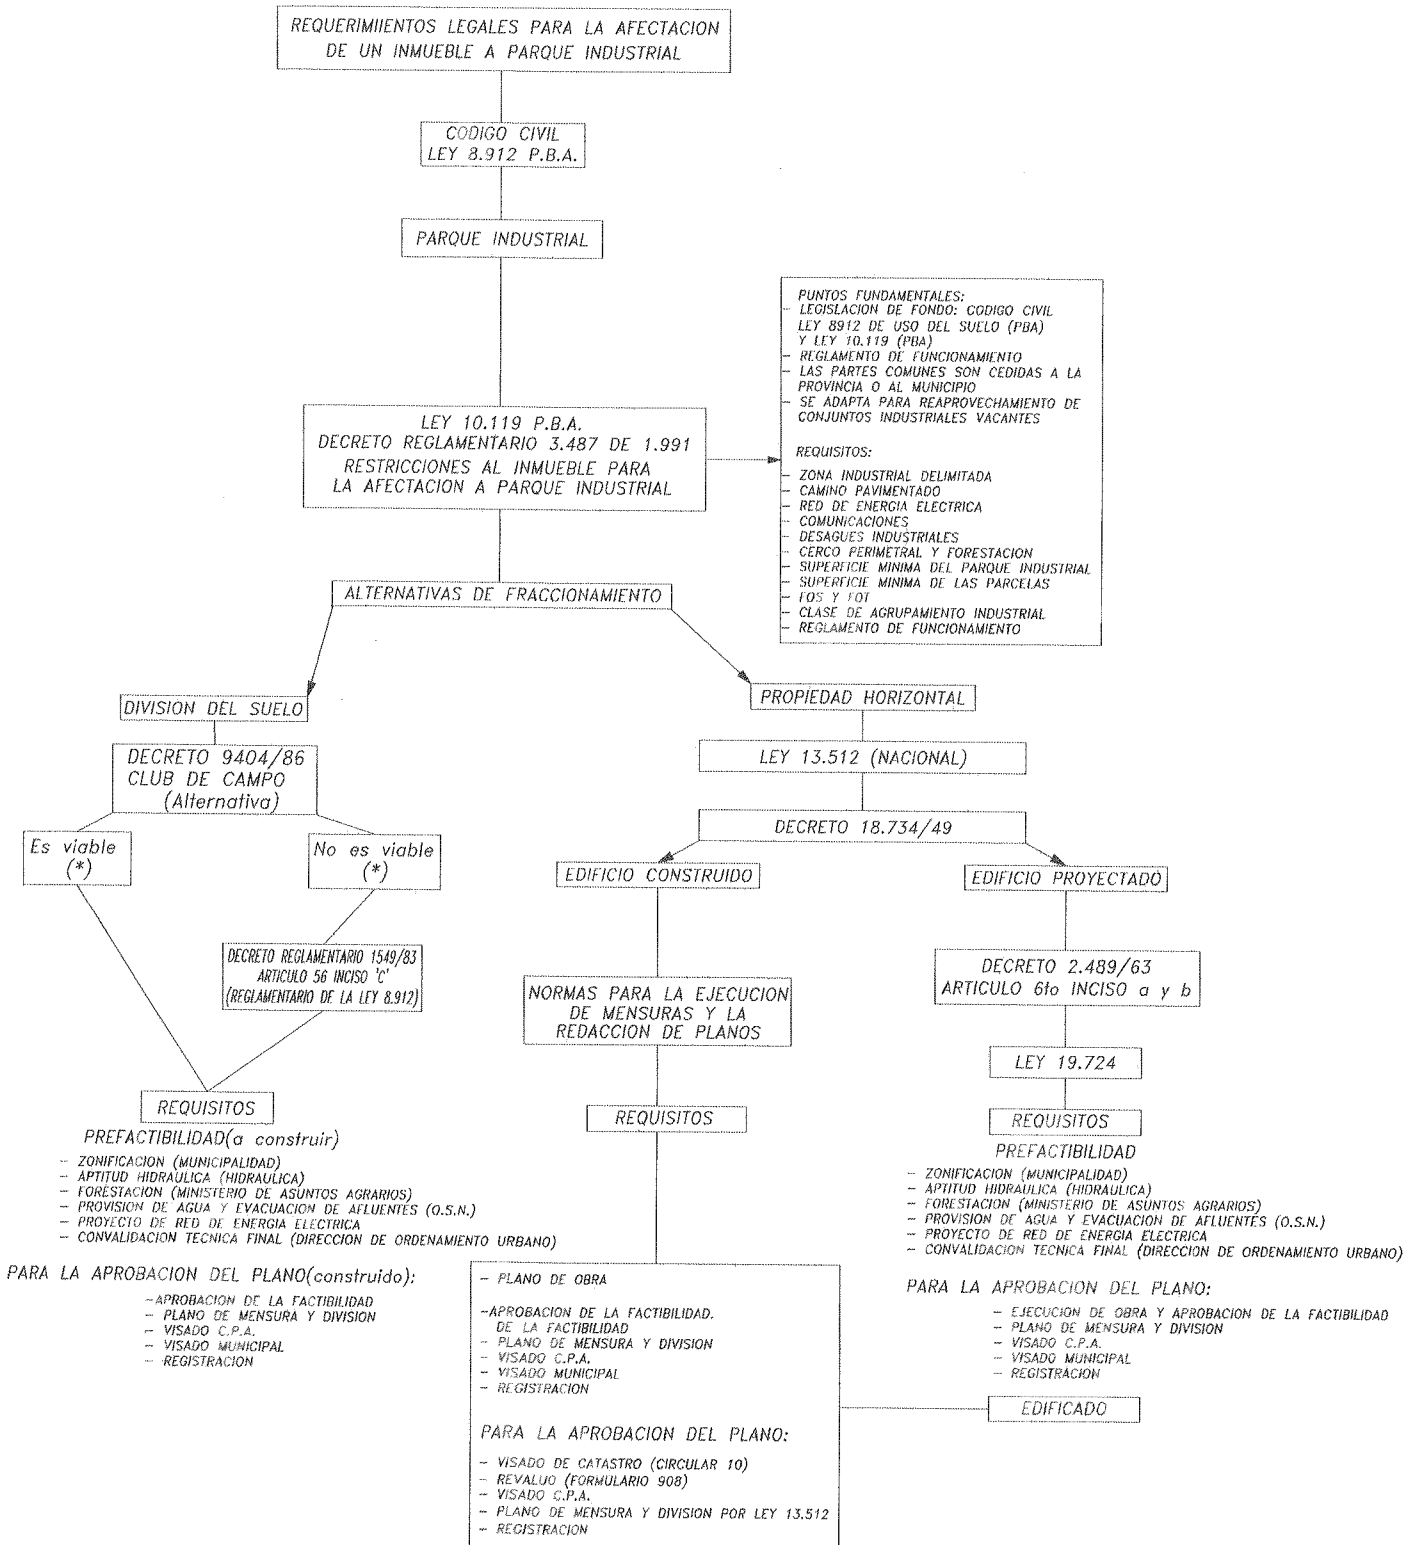 REQUERIMIIENTOS LEGALES PARA LA AFECTACION
DE UN INMUEBLE A PARQUE INDUSTRIAL
CODIGO CIVIL
LEY 8.912 P.B.A.
PARQUE INDUSTRIAL
PUNTOS FUNDAMENTALES:
- LEGISLACION DE FONDO: CODIGO CIVIL
LEY 8912 DE USO DEL SUELO (PBA)
Y LEY 10.119 (PBA)
- REGLAMENTO DE FUNCIONAMIENTO
- LAS PARTES COMUNES SON CEDIDAS A LA
PROVINCIA O AL MUNICIPIO
- SE ADAPTA PARA REAPROVECHAMIENTO DE
CONJUNTOS INDUSTRIALES VACANTES
REQUISITOS:
- ZONA INDUSTRIAL DELIMITADA
- CAMINO PAVIMENTADO
- RED DE ENERGIA ELECTRICA
- COMUNICACIONES
- DESAGUES INDUSTRIALES
- CERCO PERIMETRAL Y FORESTACION
- SUPERFICIE MINIMA DEL PARQUE INDUSTRIAL
- SUPERFICIE MINIMA DE LAS PARCELAS
- FOS Y FOT
- CLASE DE AGRUPAMIENTO INDUSTRIAL
- REGLAMENTO DE FUNCIONAMIENTO
LEY 10.119 P.B.A.
DECRETO REGLAMENTARIO 3.487 DE 1.991
RESTRICCIONES AL INMUEBLE PARA
LA AFECTACION A PARQUE INDUSTRIAL
ALTERNATIVAS DE FRACCIONAMIENTO
DIVISION DEL SUELO
DECRETO 9404/86
CLUB DE CAMPO
(Alternativa)
Es viable
(*)
No es viable
(*)
DECRETO REGLAMENTARIO 1549/83
ARTICULO 56 INCISO 'C'
(REGLAMENTARIO DE LA LEY 8.912)
REQUISITOS
PREFACTIBILIDAD(a construir)
- ZONIFICACION (MUNICIPALIDAD)
- APTITUD HIDRAULICA (HIDRAULICA)
- FORESTACION (MINISTERIO DE ASUNTOS AGRARIOS)
- PROVISION DE AGUA Y EVACUACION DE AFLUENTES (O.S.N.)
- PROYECTO DE RED DE ENERGIA ELECTRICA
- CONVALIDACION TECNICA FINAL (DIRECCION DE ORDENAMIENTO URBANO)
PARA LA APROBACION DEL PLANO(construido):
-APROBACION DE LA FACTIBILIDAD
- PLANO DE MENSURA Y DIVISION
- VISADO C.P.A.
- VISADO MUNICIPAL
- REGISTRACION
PROPIEDAD HORIZONTAL
LEY 13.512 (NACIONAL)
DECRETO 18.734/49
EDIFICIO CONSTRUIDO
NORMAS PARA LA EJECUCION
DE MENSURAS Y LA
REDACCION DE PLANOS
REQUISITOS
- PLANO DE OBRA
-APROBACION DE LA FACTIBILIDAD.
DE LA FACTIBILIDAD
- PLANO DE MENSURA Y DIVISION
- VISADO C.P.A.
- VISADO MUNICIPAL
- REGISTRACION
PARA LA APROBACION DEL PLANO:
- VISADO DE CATASTRO (CIRCULAR 10)
- REVALUO (FORMULARIO 908)
- VISADO C.P.A.
- PLANO DE MENSURA Y DIVISION POR LEY 13.512
- REGISTRACION
EDIFICIO PROYECTADO
DECRETO 2.489/63
ARTICULO 6to INCISO a y b
LEY 19.724
REQUISITOS
PREFACTIBILIDAD
- ZONIFICACION (MUNICIPALIDAD)
- APTITUD HIDRAULICA (HIDRAULICA)
- FORESTACION (MINISTERIO DE ASUNTOS AGRARIOS)
- PROVISION DE AGUA Y EVACUACION DE AFLUENTES (O.S.N.)
- PROYECTO DE RED DE ENERGIA ELECTRICA
- CONVALIDACION TECNICA FINAL (DIRECCION DE ORDENAMIENTO URBANO)
PARA LA APROBACION DEL PLANO:
- EJECUCION DE OBRA Y APROBACION DE LA FACTIBILIDAD
- PLANO DE MENSURA Y DIVISION
- VISADO C.P.A.
- VISADO MUNICIPAL
- REGISTRACION
EDIFICADO